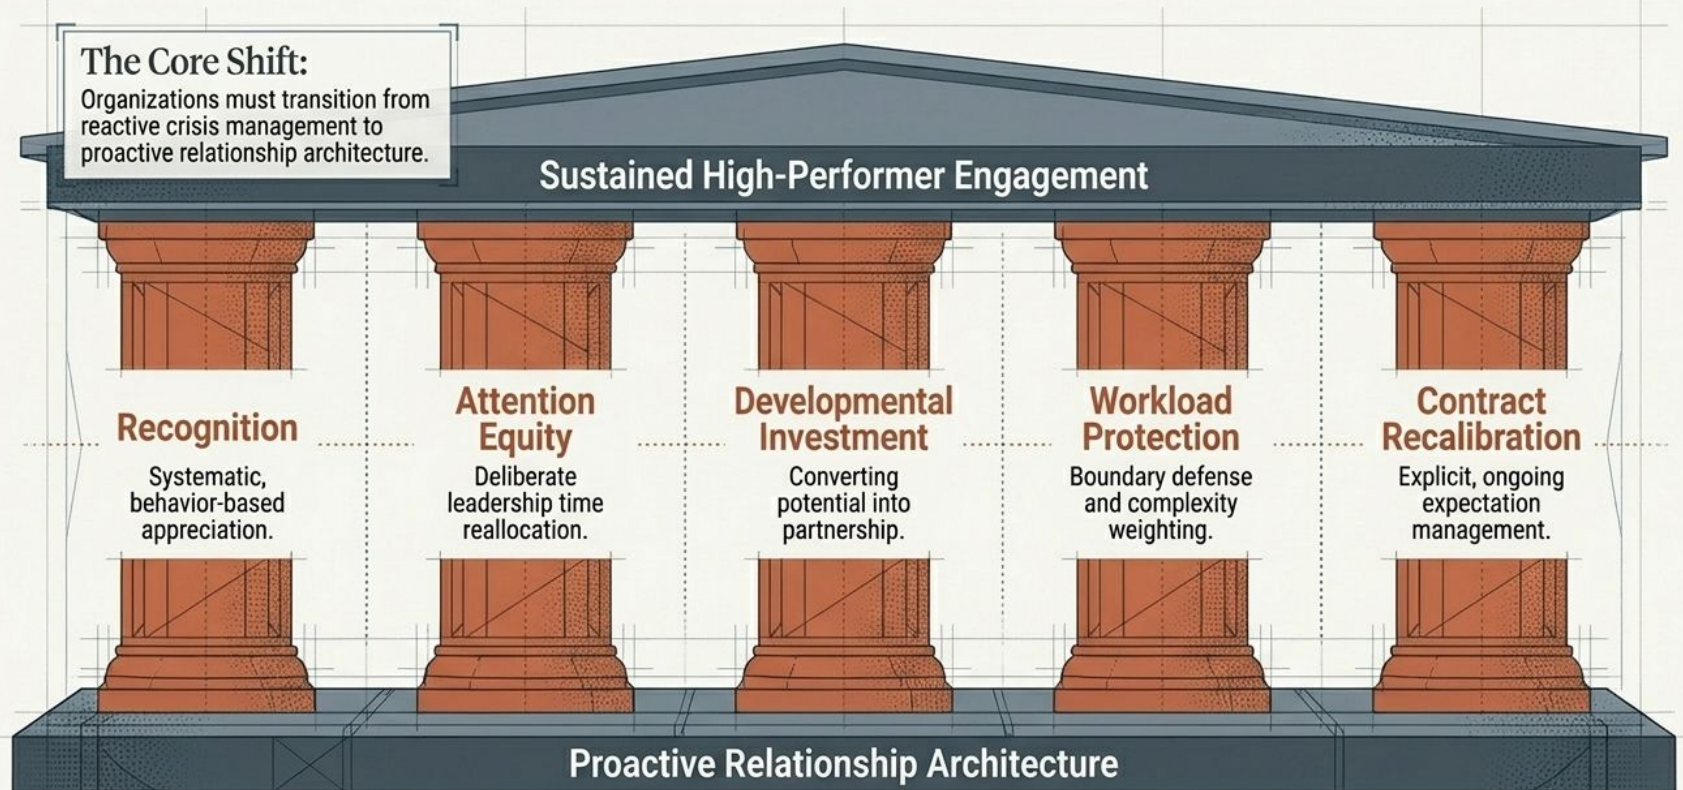 The Core Shift:
Organizations must transition from
reactive crisis management to
proactive relationship architecture.
Sustained High-Performer Engagement
Recognition
Systematic,
behavior-based
appreciation.
Attention
Equity
Deliberate
leadership time
reallocation.
Developmental
Investment
Converting
potential into
partnership.
Workload
Protection
Boundary defense
and complexity
weighting.
Contract
Recalibration
Explicit, ongoing
expectation
management.
Proactive Relationship Architecture